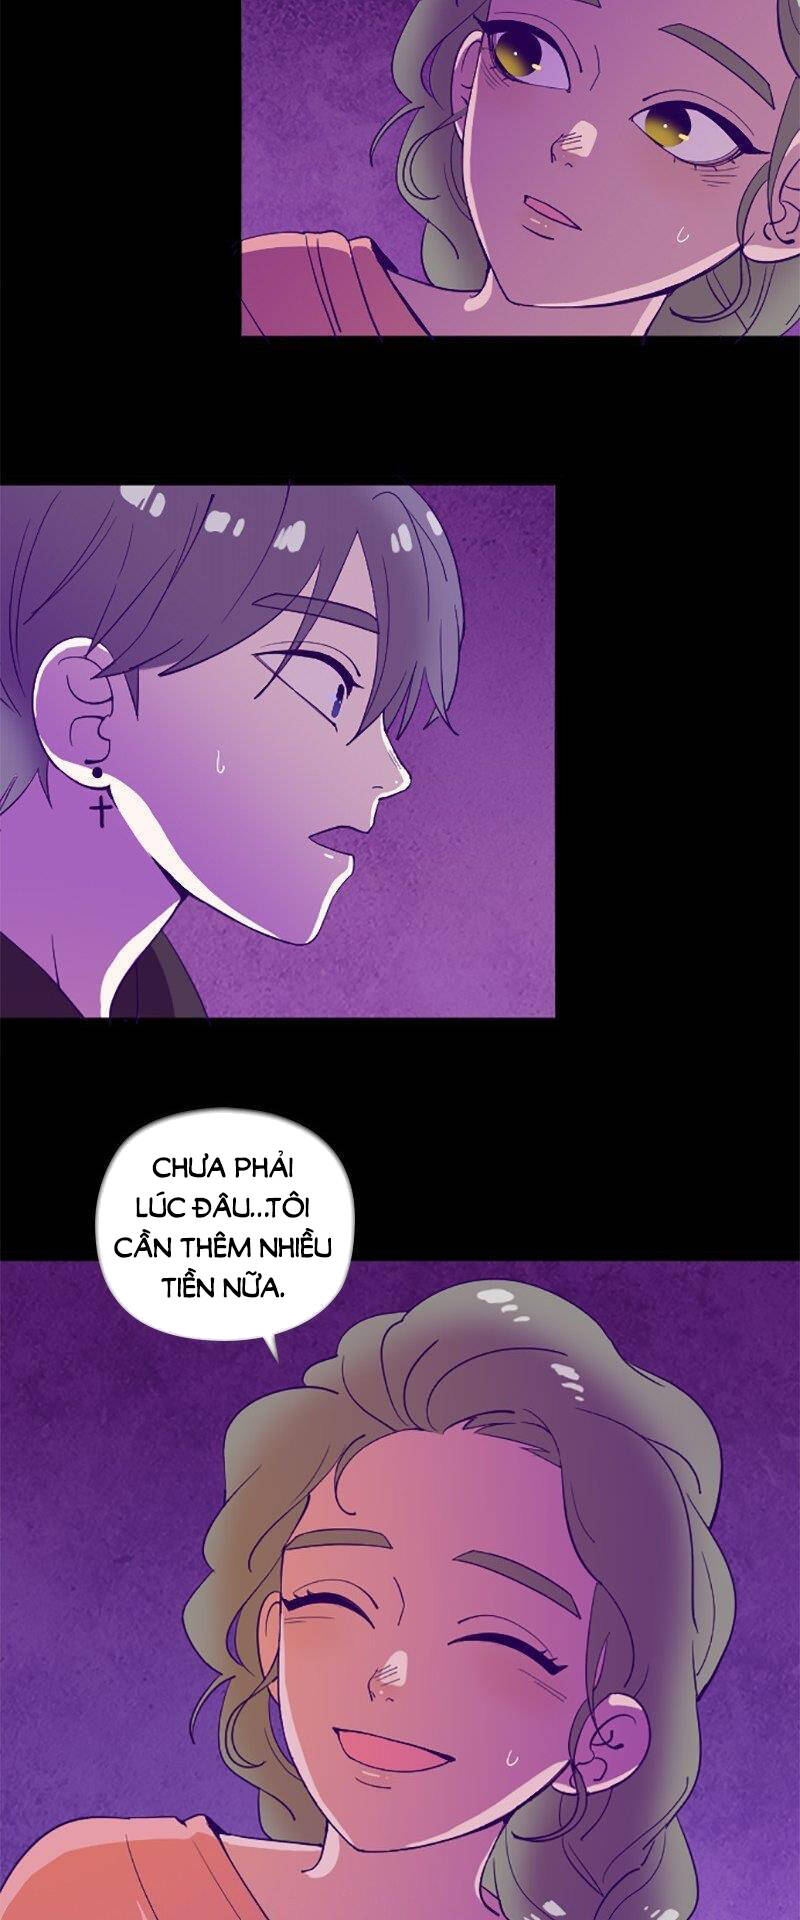 CHƯA PHẢI
LÚC ĐÂU...TÔI
CẦN THÊM NHIỀU
TIỀN NỮA.